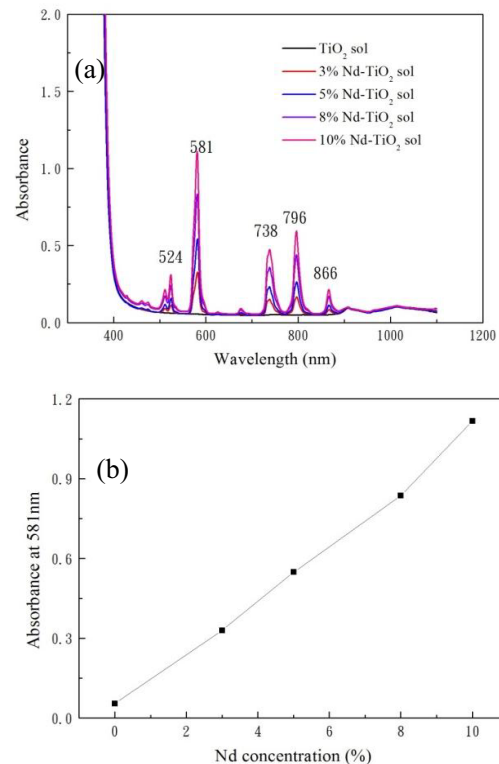 (a)
TiO₂ sol
3% Nd-TiO₂ sol
5% Nd-TiO₂ sol
8% Nd-TiO₂ sol
10% Nd-TiO₂ sol
2.0
1.5
1.0
0.5
0.0
Absorbance
524
581
738
796
866
400 600 800 1000 1200
Wavelength (nm)
(b)
1.2
0.9
0.6
0.3
0.0
Absorbance at 581nm
0 2 4 6 8 10
Nd concentration (%)